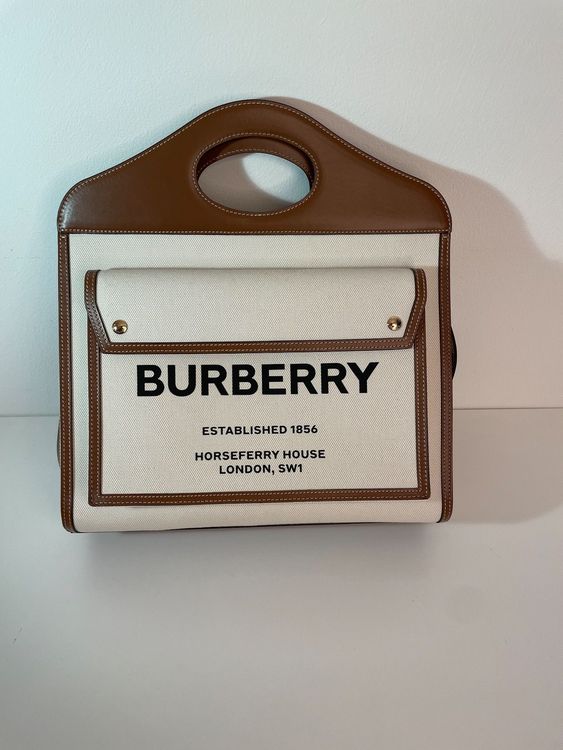 BURBERRY
ESTABLISHED 1856
HORSEFERRY HOUSE
LONDON, SW1